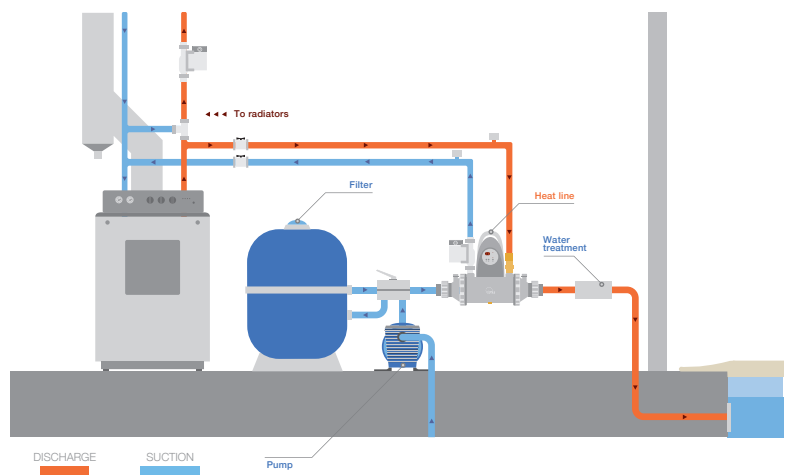 To radiators
Filter
Heat line
Water
treatment
DISCHARGE
SUCTION
Pump